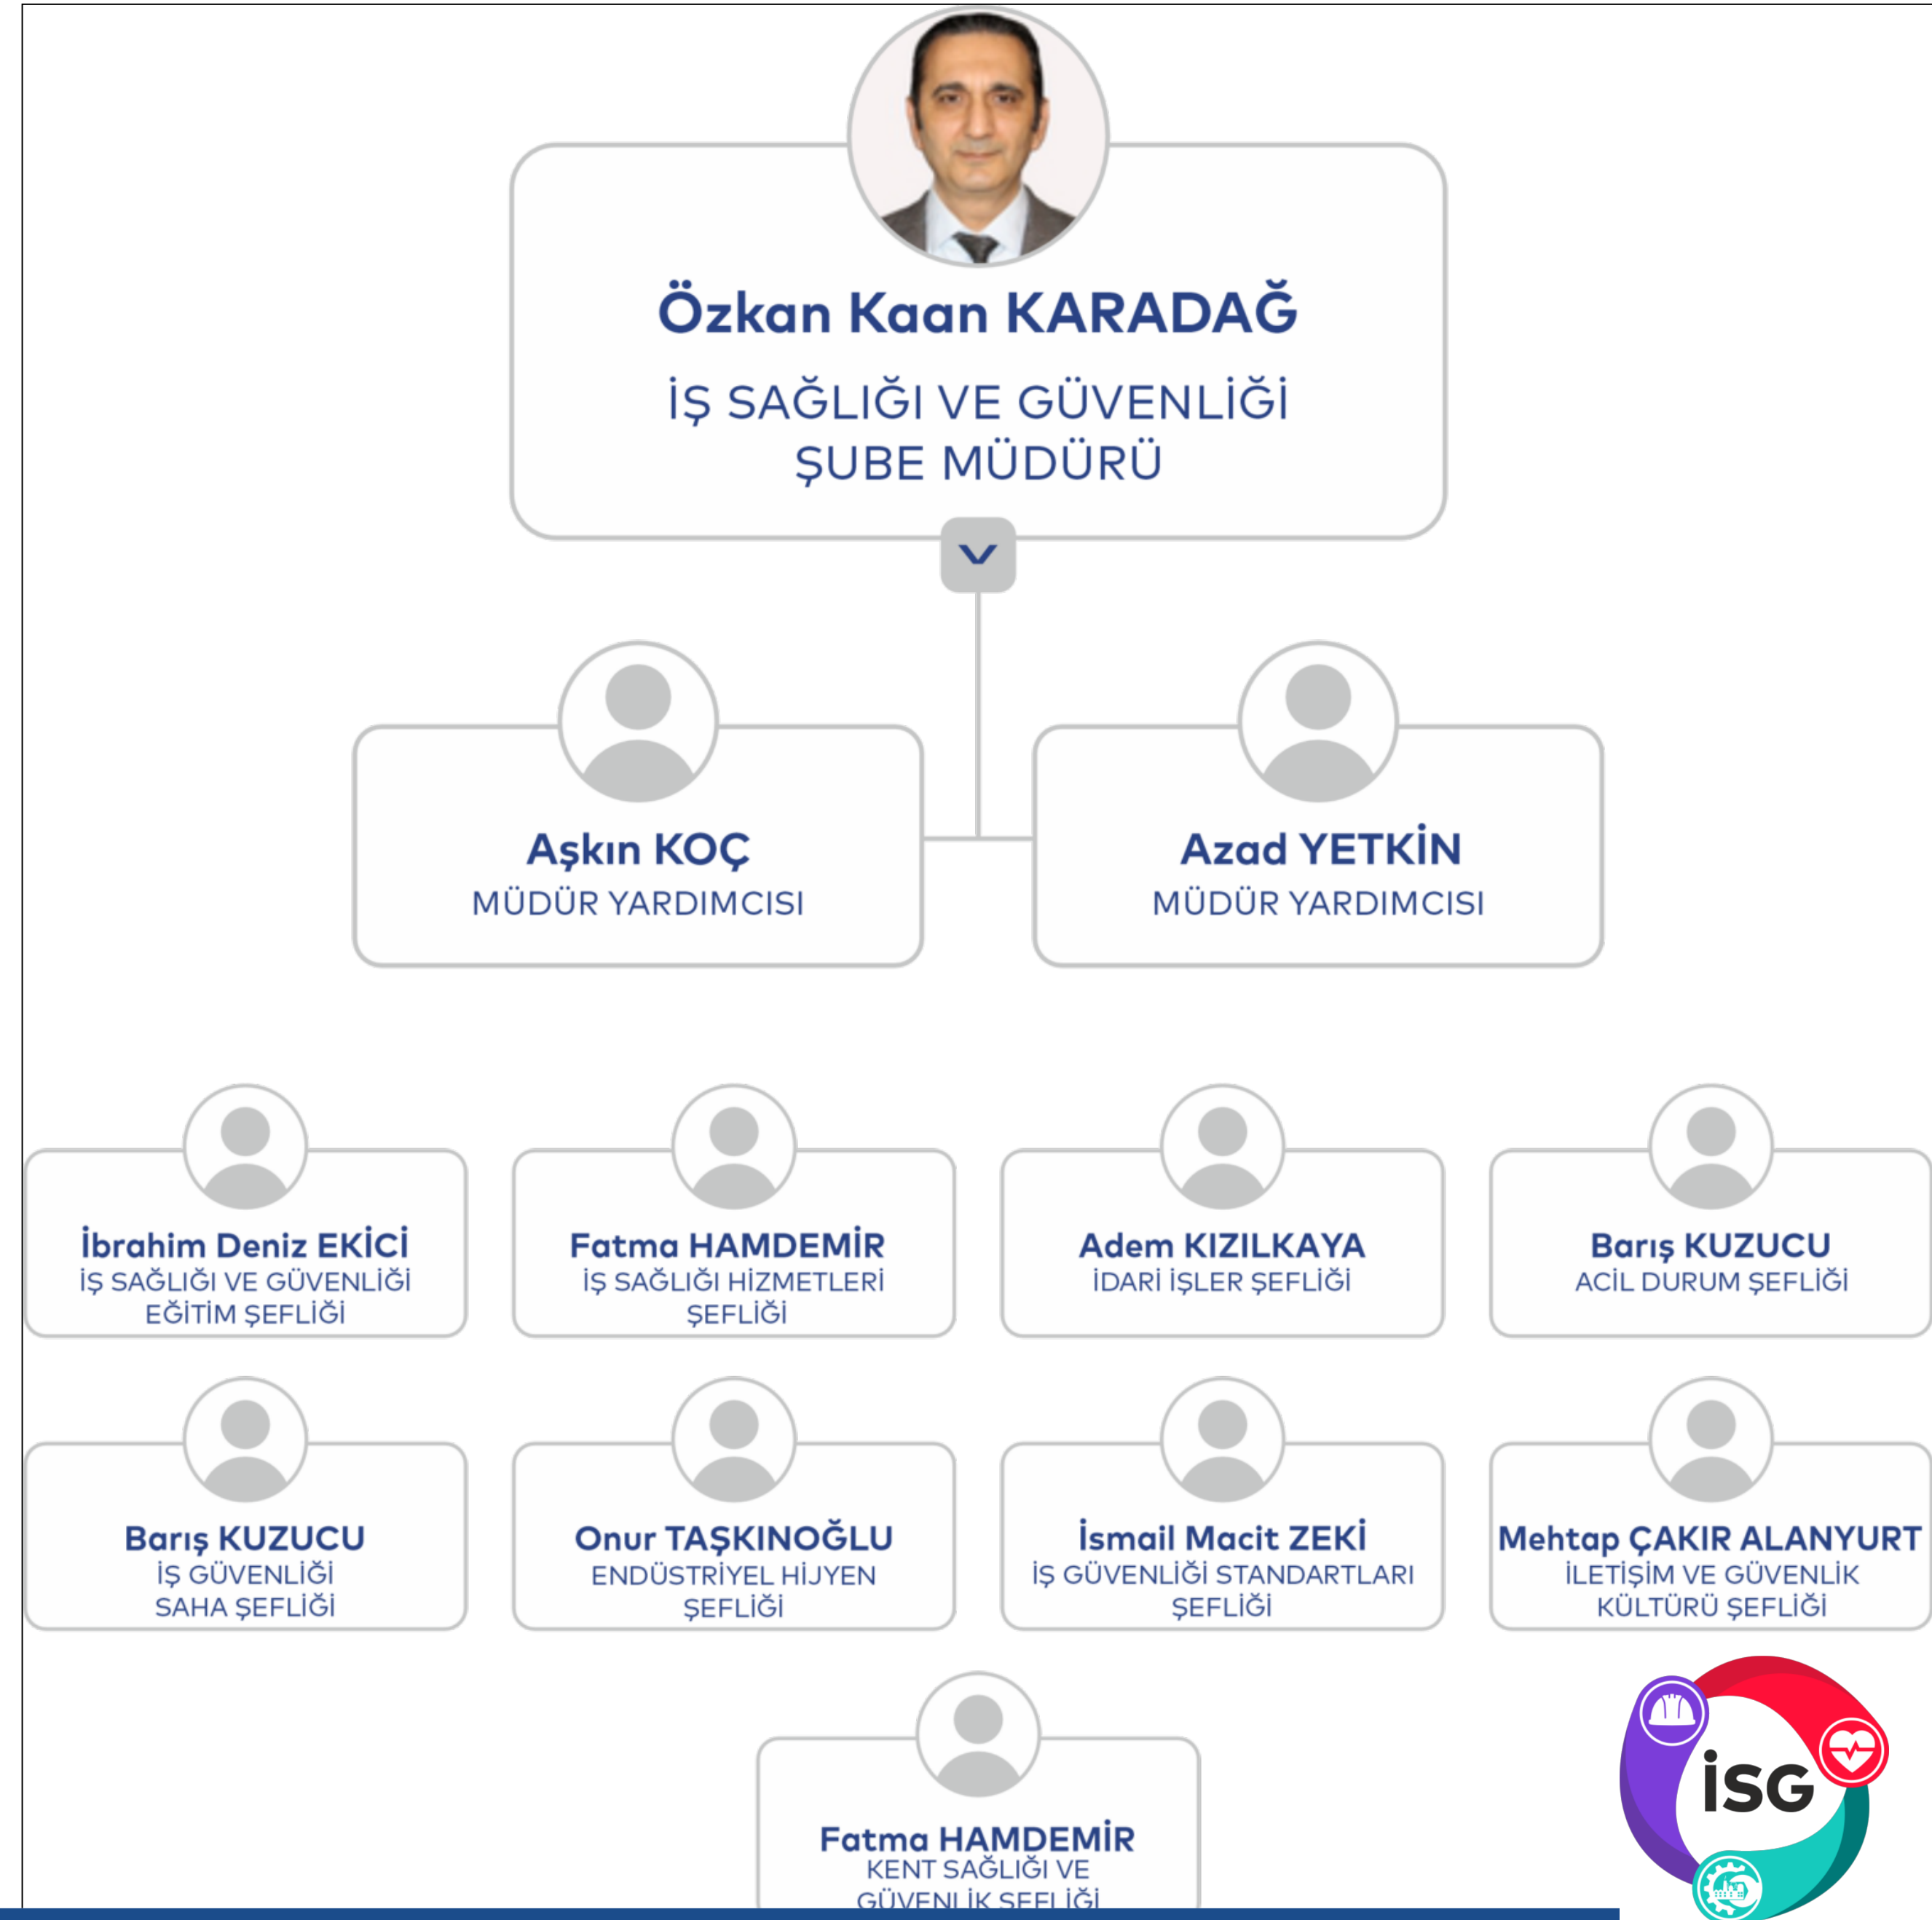 Özkan Kaan KARADAĞ
İŞ SAĞLIĞI VE GÜVENLİĞİ
ŞUBE MÜDÜRÜ
Aşkın KOÇ
MÜDÜR YARDIMCISI
Azad YETKİN
MÜDÜR YARDIMCISI
İbrahim Deniz EKİCİ
İŞ SAĞLIĞI VE GÜVENLİĞİ
EĞİTİM ŞEFLİĞİ
Fatma HAMDEMİR
İŞ SAĞLIĞI HİZMETLERİ
ŞEFLİĞİ
Adem KIZILKAYA
İDARİ İŞLER ŞEFLİĞİ
Barış KUZUCU
ACİL DURUM ŞEFLİĞİ
Barış KUZUCU
İŞ GÜVENLİĞİ
SAHA ŞEFLİĞİ
Onur TAŞKINOĞLU
ENDÜSTRİYEL HİJYEN
ŞEFLİĞİ
İsmail Macit ZEKİ
İŞ GÜVENLİĞİ STANDARTLARI
ŞEFLİĞİ
Mehtap ÇAKIR ALANYURT
İLETİŞİM VE GÜVENLİK
KÜLTÜRÜ ŞEFLİĞİ
Fatma HAMDEMİR
KENT SAĞLIĞI VE
GÜVENLİK ŞEFLİĞİ
İSG